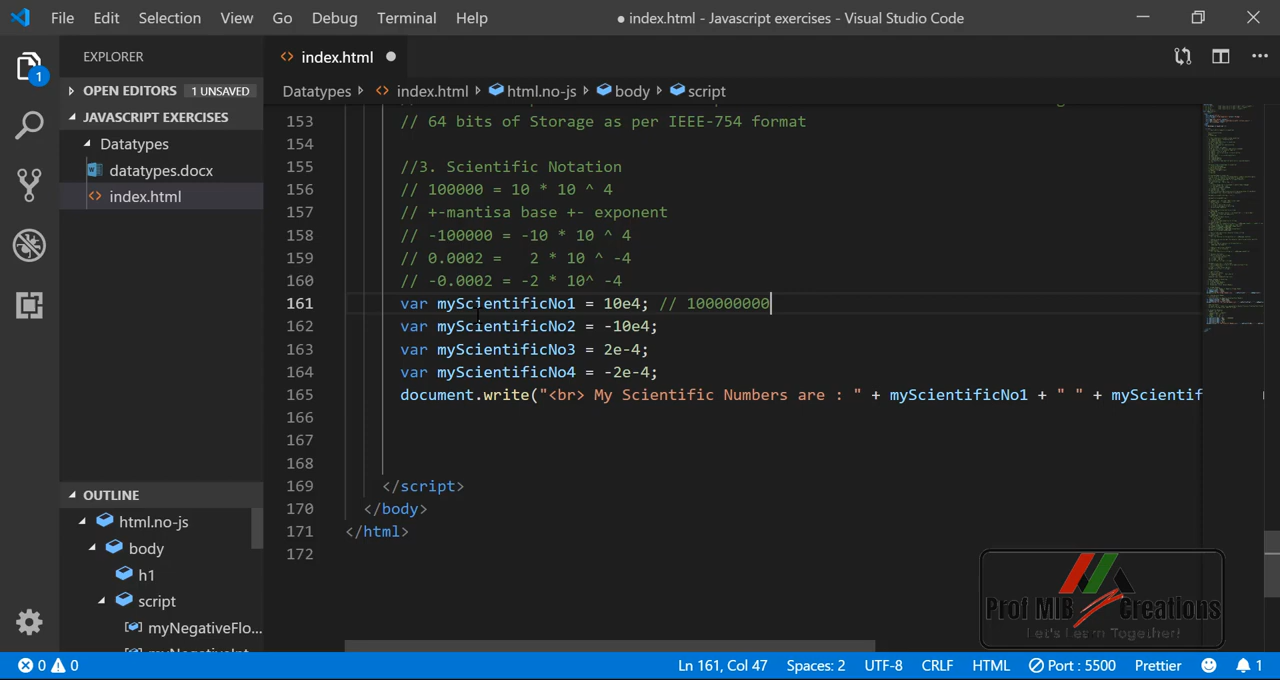 File Edit Selection View Go Debug Terminal Help
● index.html - Javascript exercises - Visual Studio Code
EXPLORER
OPEN EDITORS 1 UNSAVED
JAVASCRIPT EXERCISES
Datatypes
datatypes.docx
index.html
1
OUTLINE
html.no-js
body
h1
script
myNegativeFlo...
index.html
Datatypes index.html html.no-js body script
153 // 64 bits of Storage as per IEEE-754 format
154
155 //3. Scientific Notation
156 // 100000 = 10 * 10 ^ 4
157 // +-mantisa base +- exponent
158 // -100000 = -10 * 10 ^ 4
159 // 0.0002 =   2 * 10 ^ -4
160 // -0.0002 = -2 * 10^ -4
161 var myScientificNo1 = 10e4; // 100000000
162 var myScientificNo2 = -10e4;
163 var myScientificNo3 = 2e-4;
164 var myScientificNo4 = -2e-4;
165 document.write("<br> My Scientific Numbers are : " + myScientificNo1 + " " + myScientif
166
167
168
169 </script>
170 </body>
171 </html>
172
Prof MIB Creations
Let's Learn Together!
0 0 Ln 161, Col 47 Spaces: 2 UTF-8 CRLF HTML Port : 5500 Prettier 1